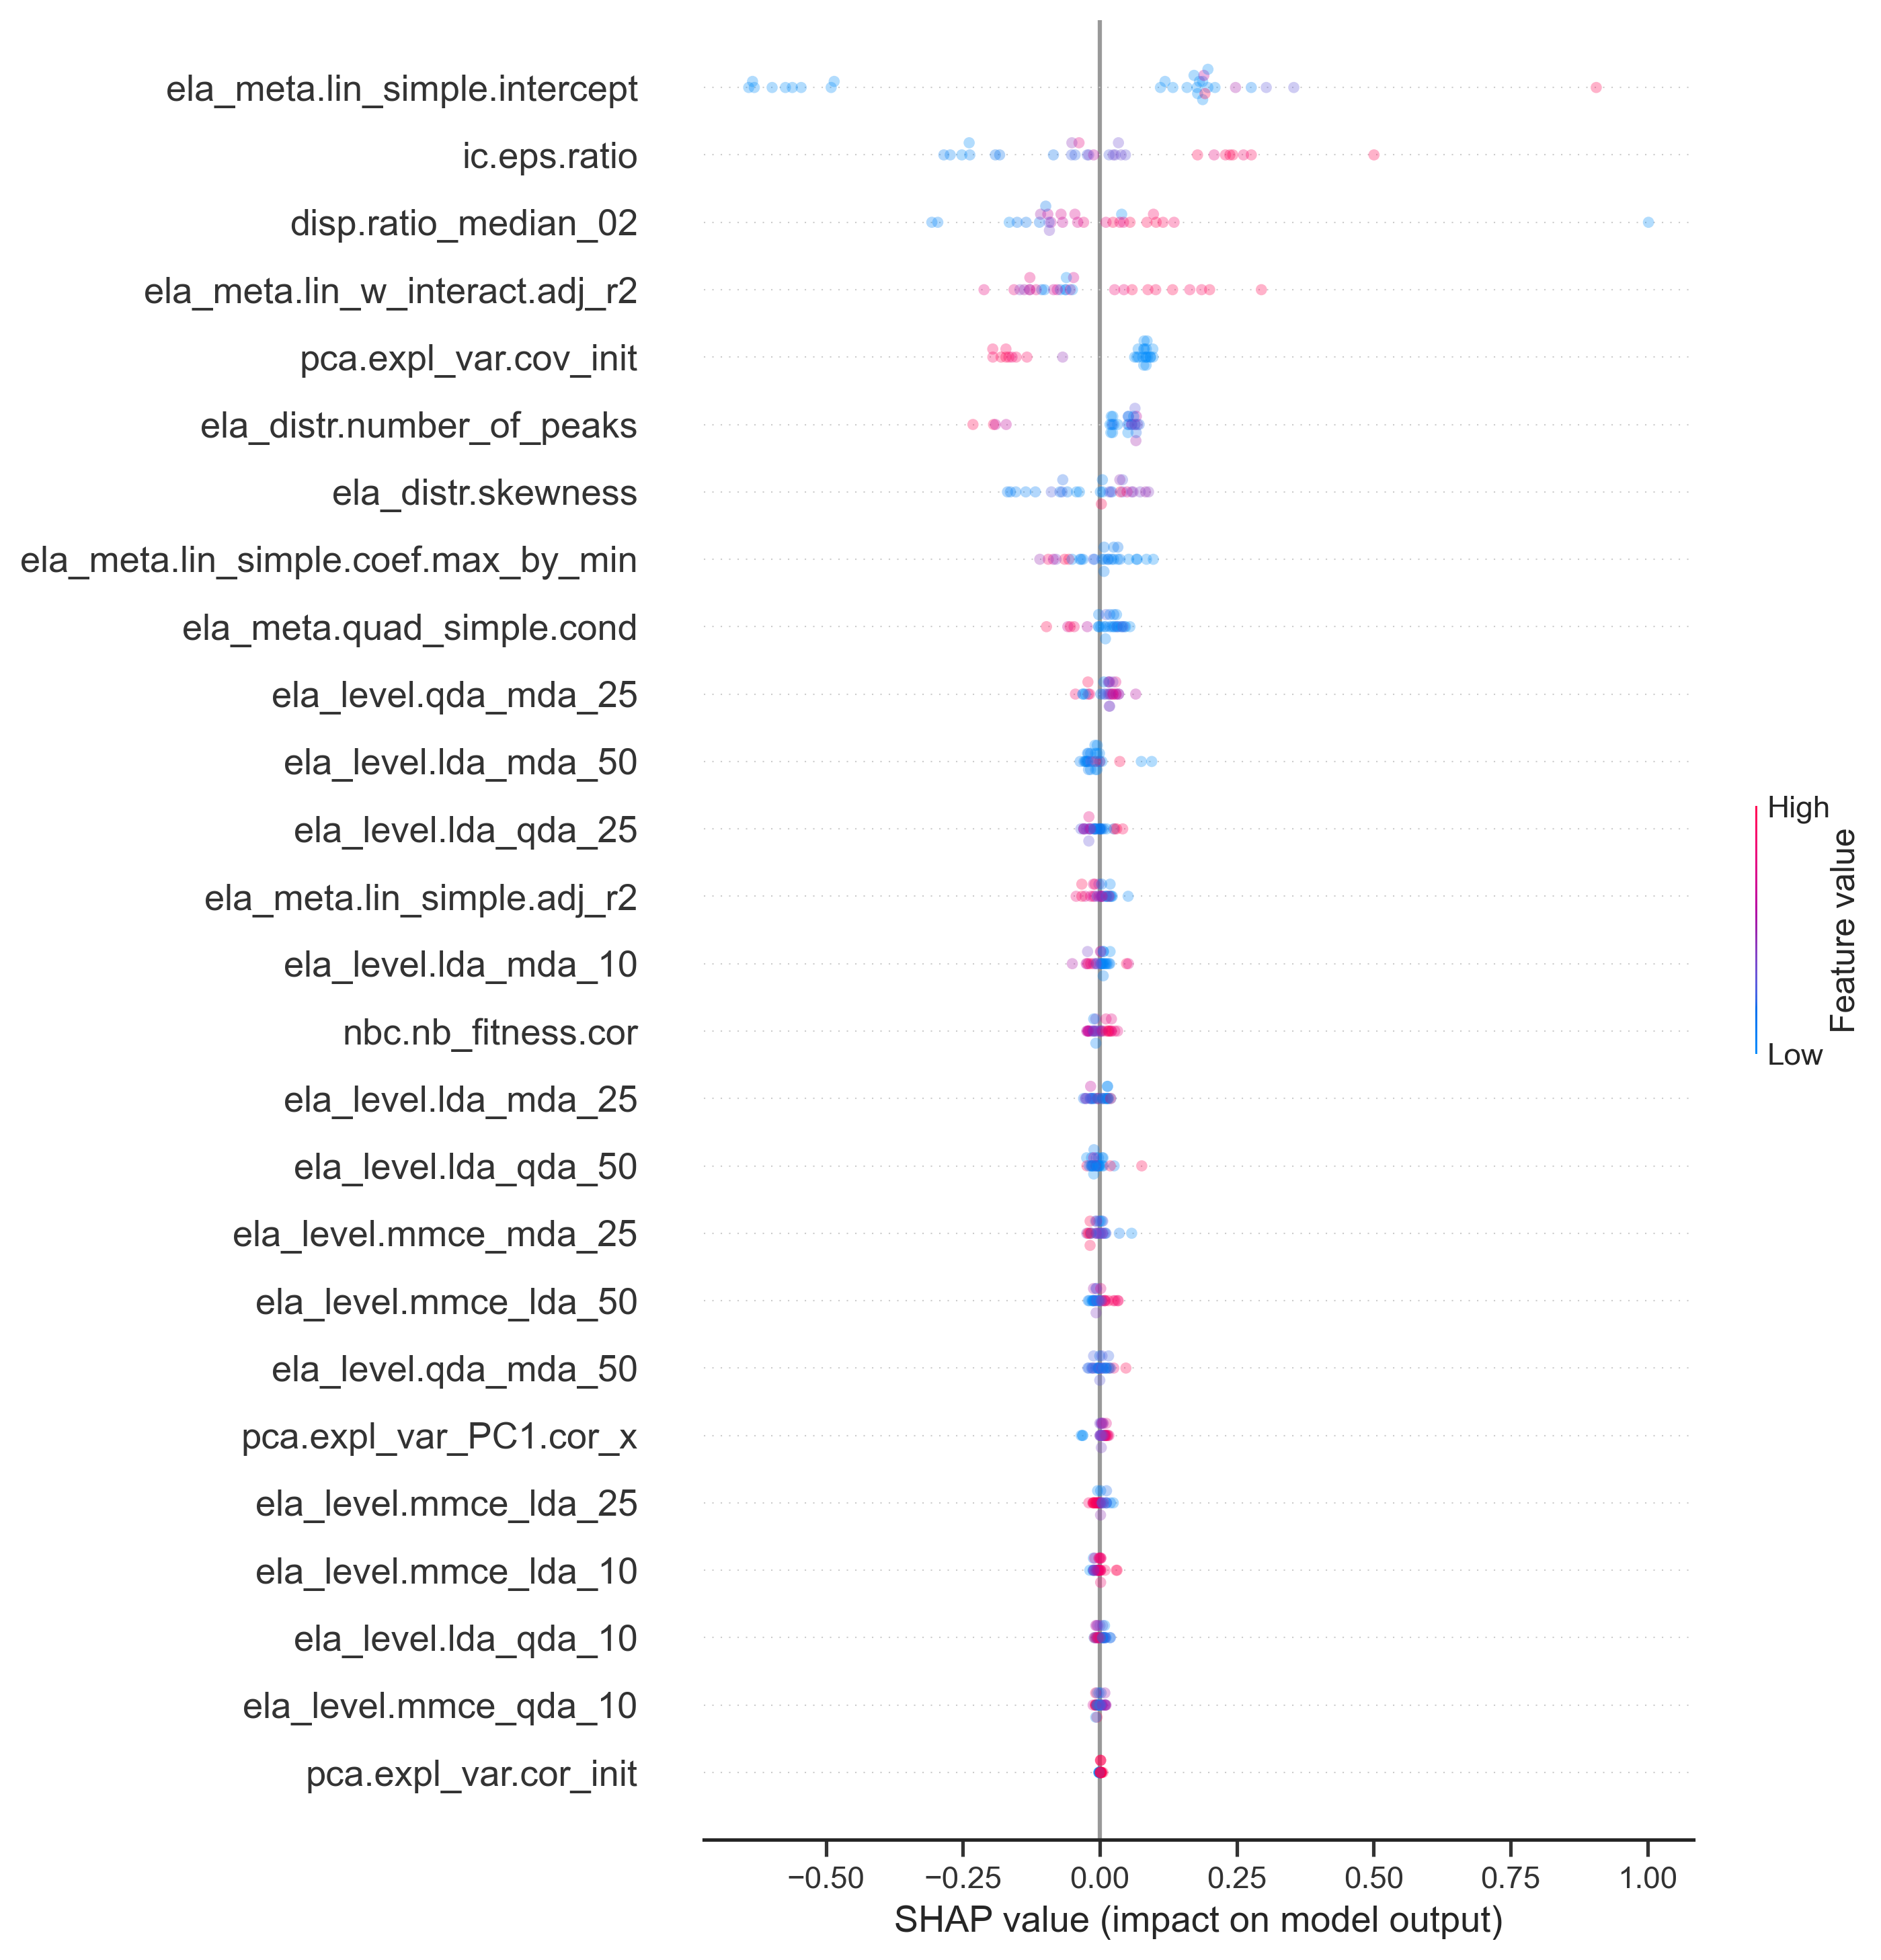 ela_meta.lin_simple.intercept
ic.eps.ratio
disp.ratio_median_02
ela_meta.lin_w_interact.adj_r2
pca.expl_var.cov_init
ela_distr.number_of_peaks
ela_distr.skewness
ela_meta.lin_simple.coef.max_by_min
ela_meta.quad_simple.cond
ela_level.qda_mda_25
ela_level.lda_mda_50
ela_level.lda_qda_25
ela_meta.lin_simple.adj_r2
ela_level.lda_mda_10
nbc.nb_fitness.cor
ela_level.lda_mda_25
ela_level.lda_qda_50
ela_level.mmce_mda_25
ela_level.mmce_lda_50
ela_level.qda_mda_50
pca.expl_var_PC1.cor_x
ela_level.mmce_lda_25
ela_level.mmce_lda_10
ela_level.lda_qda_10
ela_level.mmce_qda_10
pca.expl_var.cor_init
−0.50 −0.25 0.00 0.25 0.50 0.75 1.00
SHAP value (impact on model output)
High
Feature value
Low